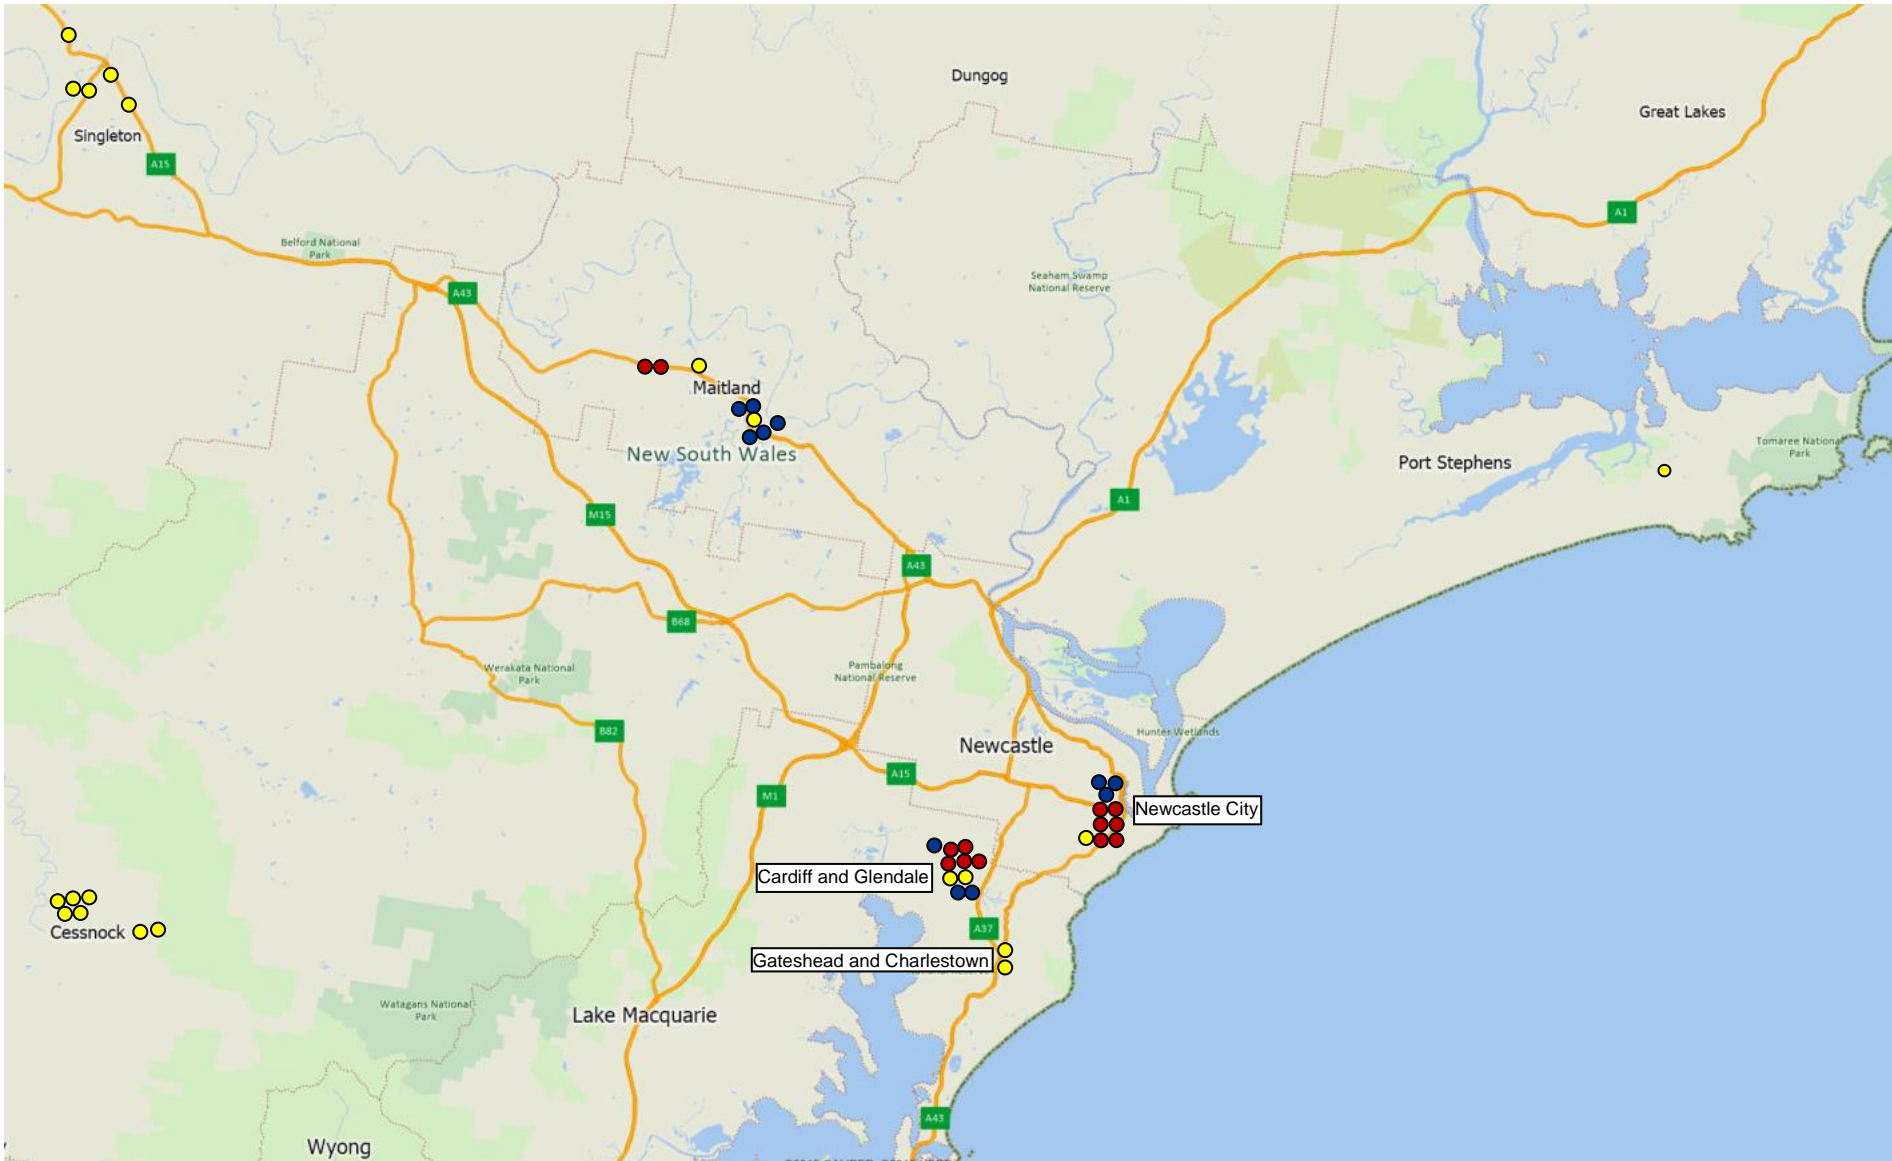 Dungog
Great Lakes
Singleton
A15
A1
Belford National
Park
Seaham Swamp
National Reserve
A43
Maitland
New South Wales
Tomaree National
Park
Port Stephens
A1
M15
A43
B68
Werakata National
Park
Pambalong
National Reserve
B82
Newcastle
Hunter Wetlands
A15
M1
Newcastle City
Cardiff and Glendale
Cessnock
A37
Gateshead and Charlestown
Watagans National
Park
Lake Macquarie
A43
Wyong